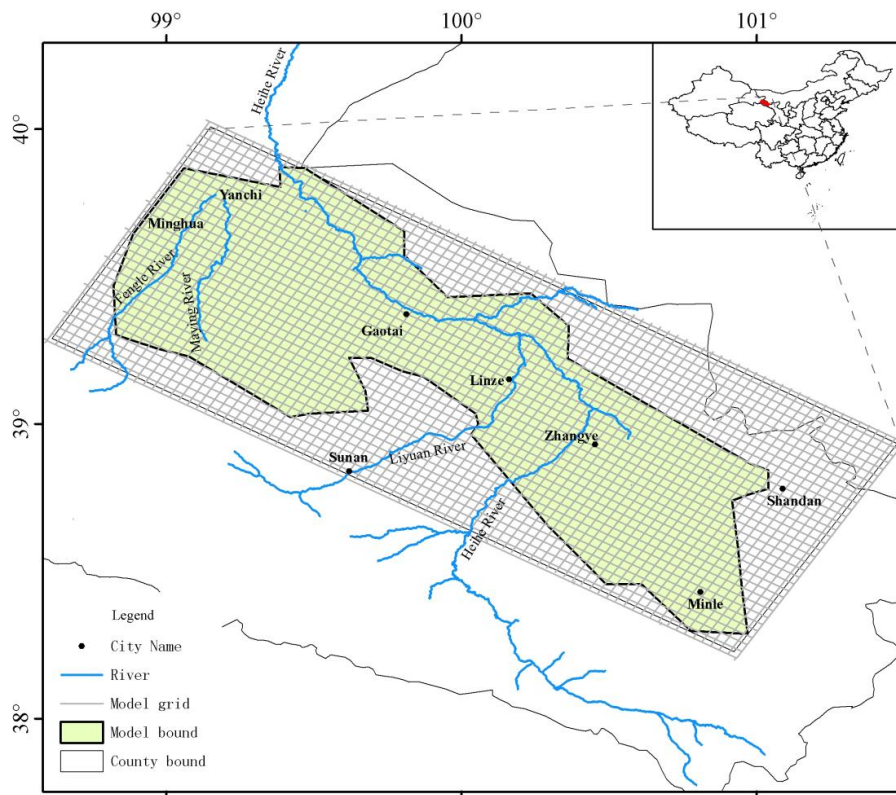 99° 100° 101°
Heihe River
40°
Yanchi
Minghua
Fengle River
Maying River
Gaotai
Linze
39°
Zhangye
Sunan
Liyuan River
Shandan
Heihe River
Minle
Legend
City Name
River
Model grid
38°
Model bound
County bound